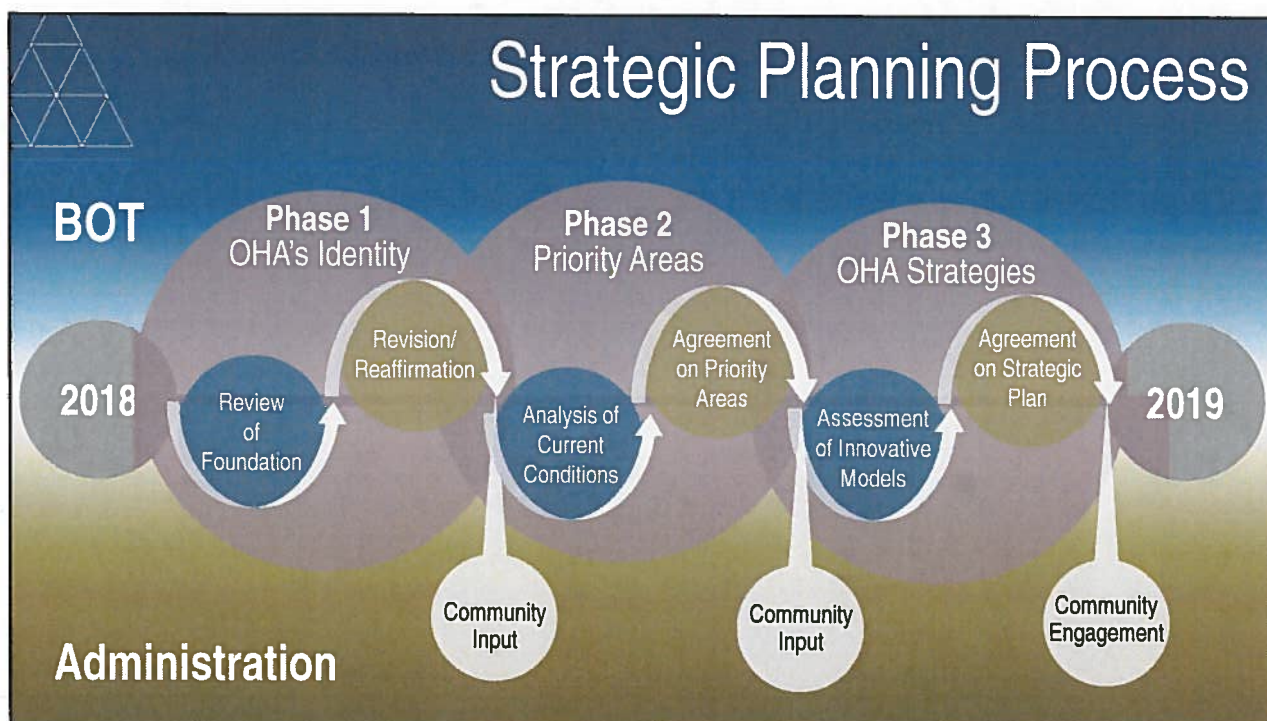 Strategic Planning Process
BOT
Phase 1
OHA's Identity
Phase 2
Priority Areas
Phase 3
OHA Strategies
2018
Review
of
Foundation
Revision/
Reaffirmation
Analysis of
Current
Conditions
Agreement
on Priority
Areas
Assessment
of Innovative
Models
Agreement
on Strategic
Plan
2019
Community
Input
Community
Input
Community
Engagement
Administration